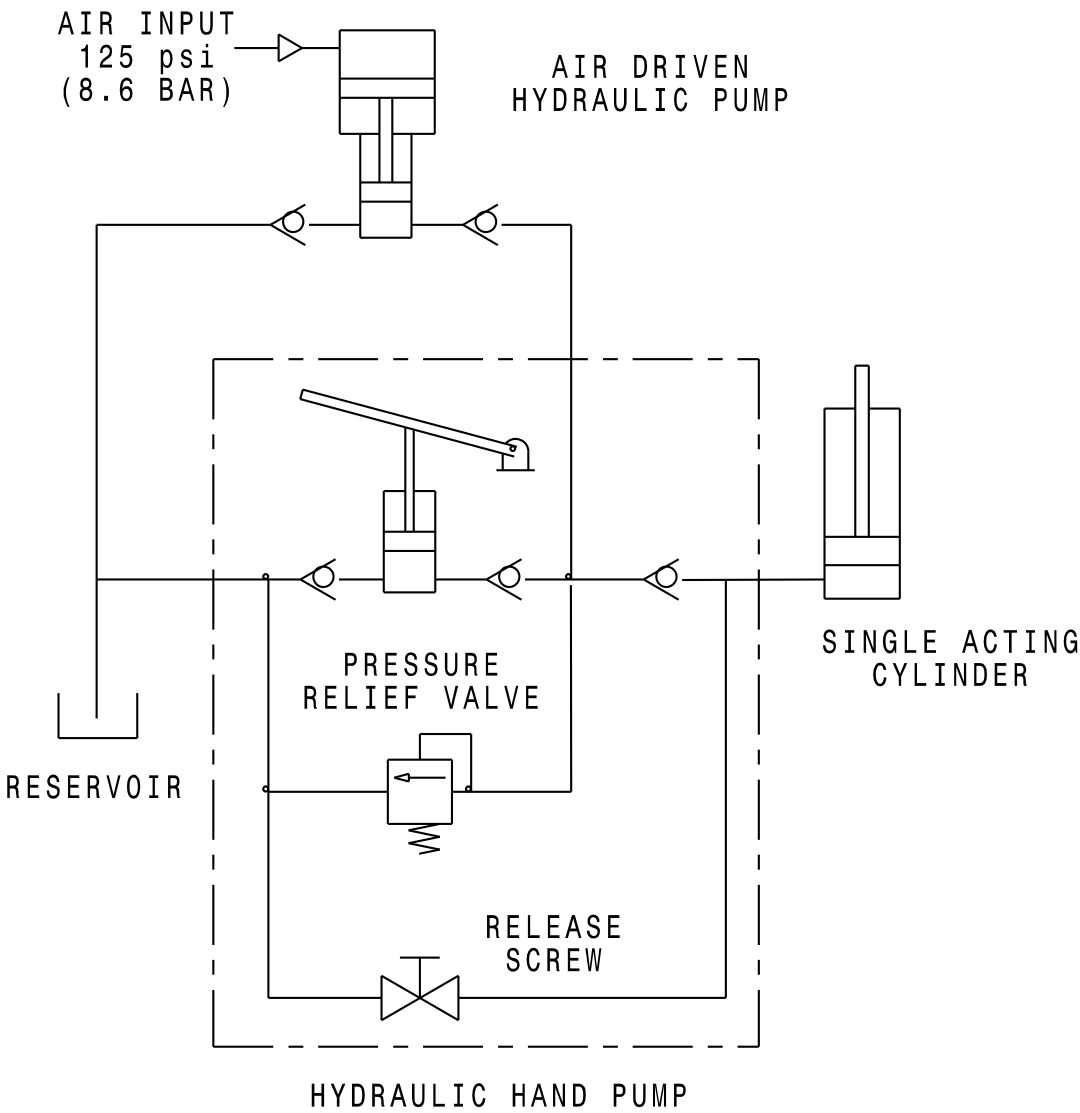 AIR INPUT
125 psi
(8.6 BAR)
AIR DRIVEN
HYDRAULIC PUMP
SINGLE ACTING
CYLINDER
PRESSURE
RELIEF VALVE
RESERVOIR
RELEASE
SCREW
HYDRAULIC HAND PUMP